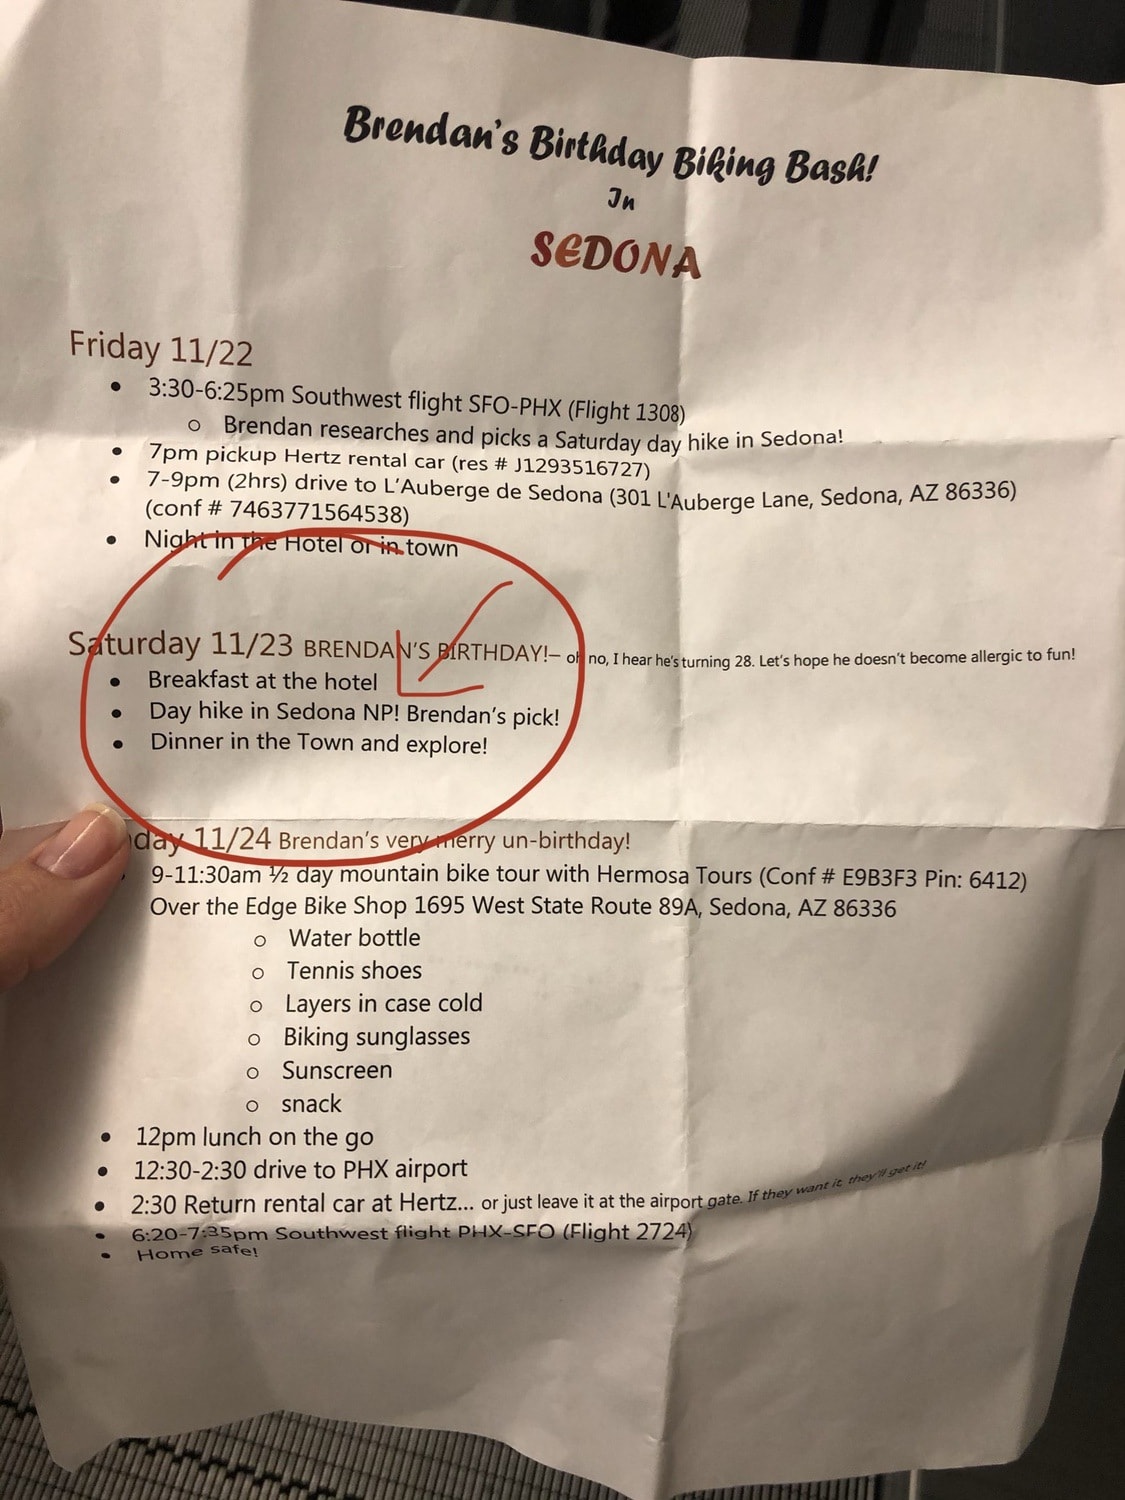 Brendan's Birthday Biking Bash!
In
SEDONA
Friday 11/22
• 3:30-6:25pm Southwest flight SFO-PHX (Flight 1308)
o Brendan researches and picks a Saturday day hike in Sedona!
• 7pm pickup Hertz rental car (res # J1293516727)
• 7-9pm (2hrs) drive to L'Auberge de Sedona (301 L'Auberge Lane, Sedona, AZ 86336)
(conf # 7463771564538)
• Night in the Hotel or in town
Saturday 11/23 BRENDAN'S BIRTHDAY!– oh no, I hear he's turning 28. Let's hope he doesn't become allergic to fun!
• Breakfast at the hotel
• Day hike in Sedona NP! Brendan's pick!
• Dinner in the Town and explore!
day 11/24 Brendan's very merry un-birthday!
• 9-11:30am ½ day mountain bike tour with Hermosa Tours (Conf # E9B3F3 Pin: 6412)
Over the Edge Bike Shop 1695 West State Route 89A, Sedona, AZ 86336
o Water bottle
o Tennis shoes
o Layers in case cold
o Biking sunglasses
o Sunscreen
o snack
• 12pm lunch on the go
• 12:30-2:30 drive to PHX airport
• 2:30 Return rental car at Hertz... or just leave it at the airport gate. If they want it, they'll get it!
• 6:20-7:35pm Southwest flight PHX-SFO (Flight 2724)
• Home safe!